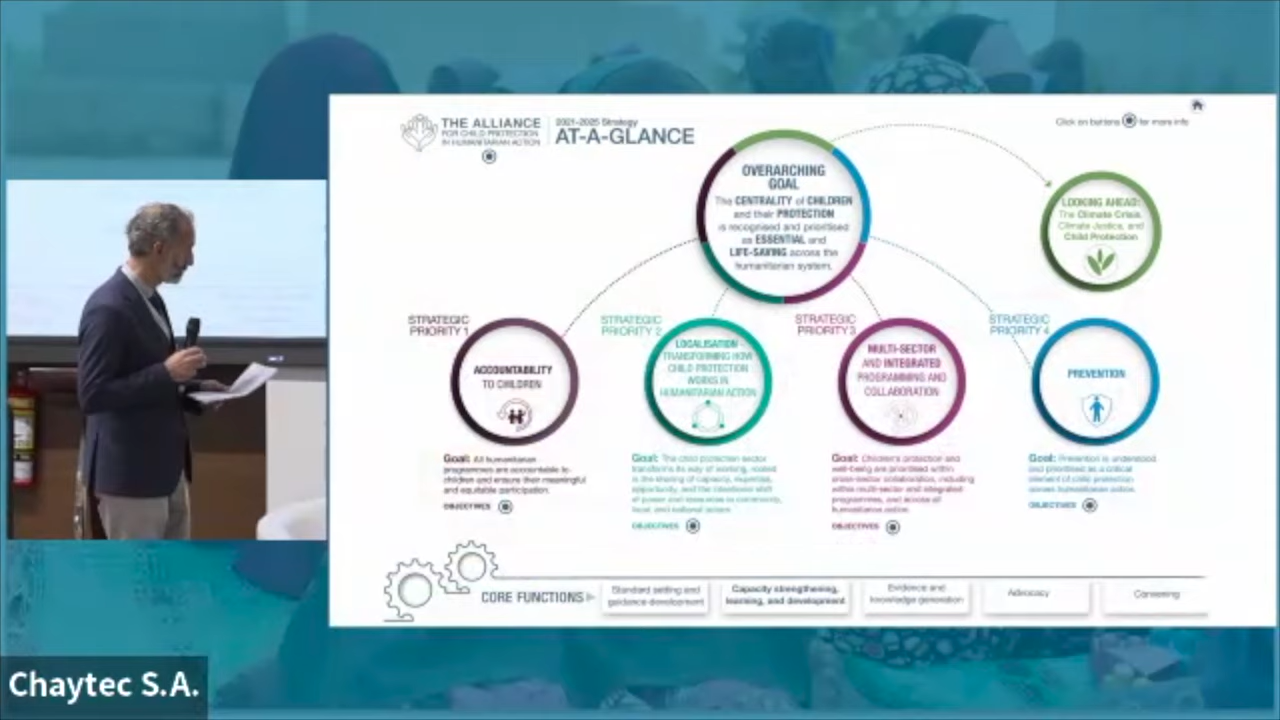 THE ALLIANCE
FOR CHILD PROTECTION
IN HUMANITARIAN ACTION
2021-2025 Strategy
AT-A-GLANCE
Click on buttons for more info
OVERARCHING
GOAL
The CENTRALITY of CHILDREN
and their PROTECTION
is recognised and prioritised
as ESSENTIAL and
LIFE-SAVING across the
humanitarian system.
LOOKING AHEAD:
The Climate Crisis,
Climate Justice, and
Child Protection
STRATEGIC
PRIORITY 1
ACCOUNTABILITY
TO CHILDREN
Goal: All humanitarian
programmes are accountable to
children and ensure their meaningful
and equitable participation.
OBJECTIVES
STRATEGIC
PRIORITY 2
LOCALISATION -
TRANSFORMING HOW
CHILD PROTECTION
WORKS IN
HUMANITARIAN ACTION
Goal: The child protection sector
transforms its way of working, rooted
in the sharing of capacity, expertise,
opportunity, and the intentional shift
of power and resources to community,
local, and national actors.
OBJECTIVES
STRATEGIC
PRIORITY 3
MULTI-SECTOR
AND INTEGRATED
PROGRAMMING AND
COLLABORATION
Goal: Children's protection and
well-being are prioritised within
cross-sector collaboration, including
within multi-sector and integrated
programmes, and across all
humanitarian action.
OBJECTIVES
STRATEGIC
PRIORITY 4
PREVENTION
Goal: Prevention is understood
and prioritised as a critical
element of child protection
across humanitarian action.
OBJECTIVES
CORE FUNCTIONS
Standard setting and
guidance development
Capacity strengthening,
learning, and development
Evidence and
knowledge generation
Advocacy
Convening
Chaytec S.A.